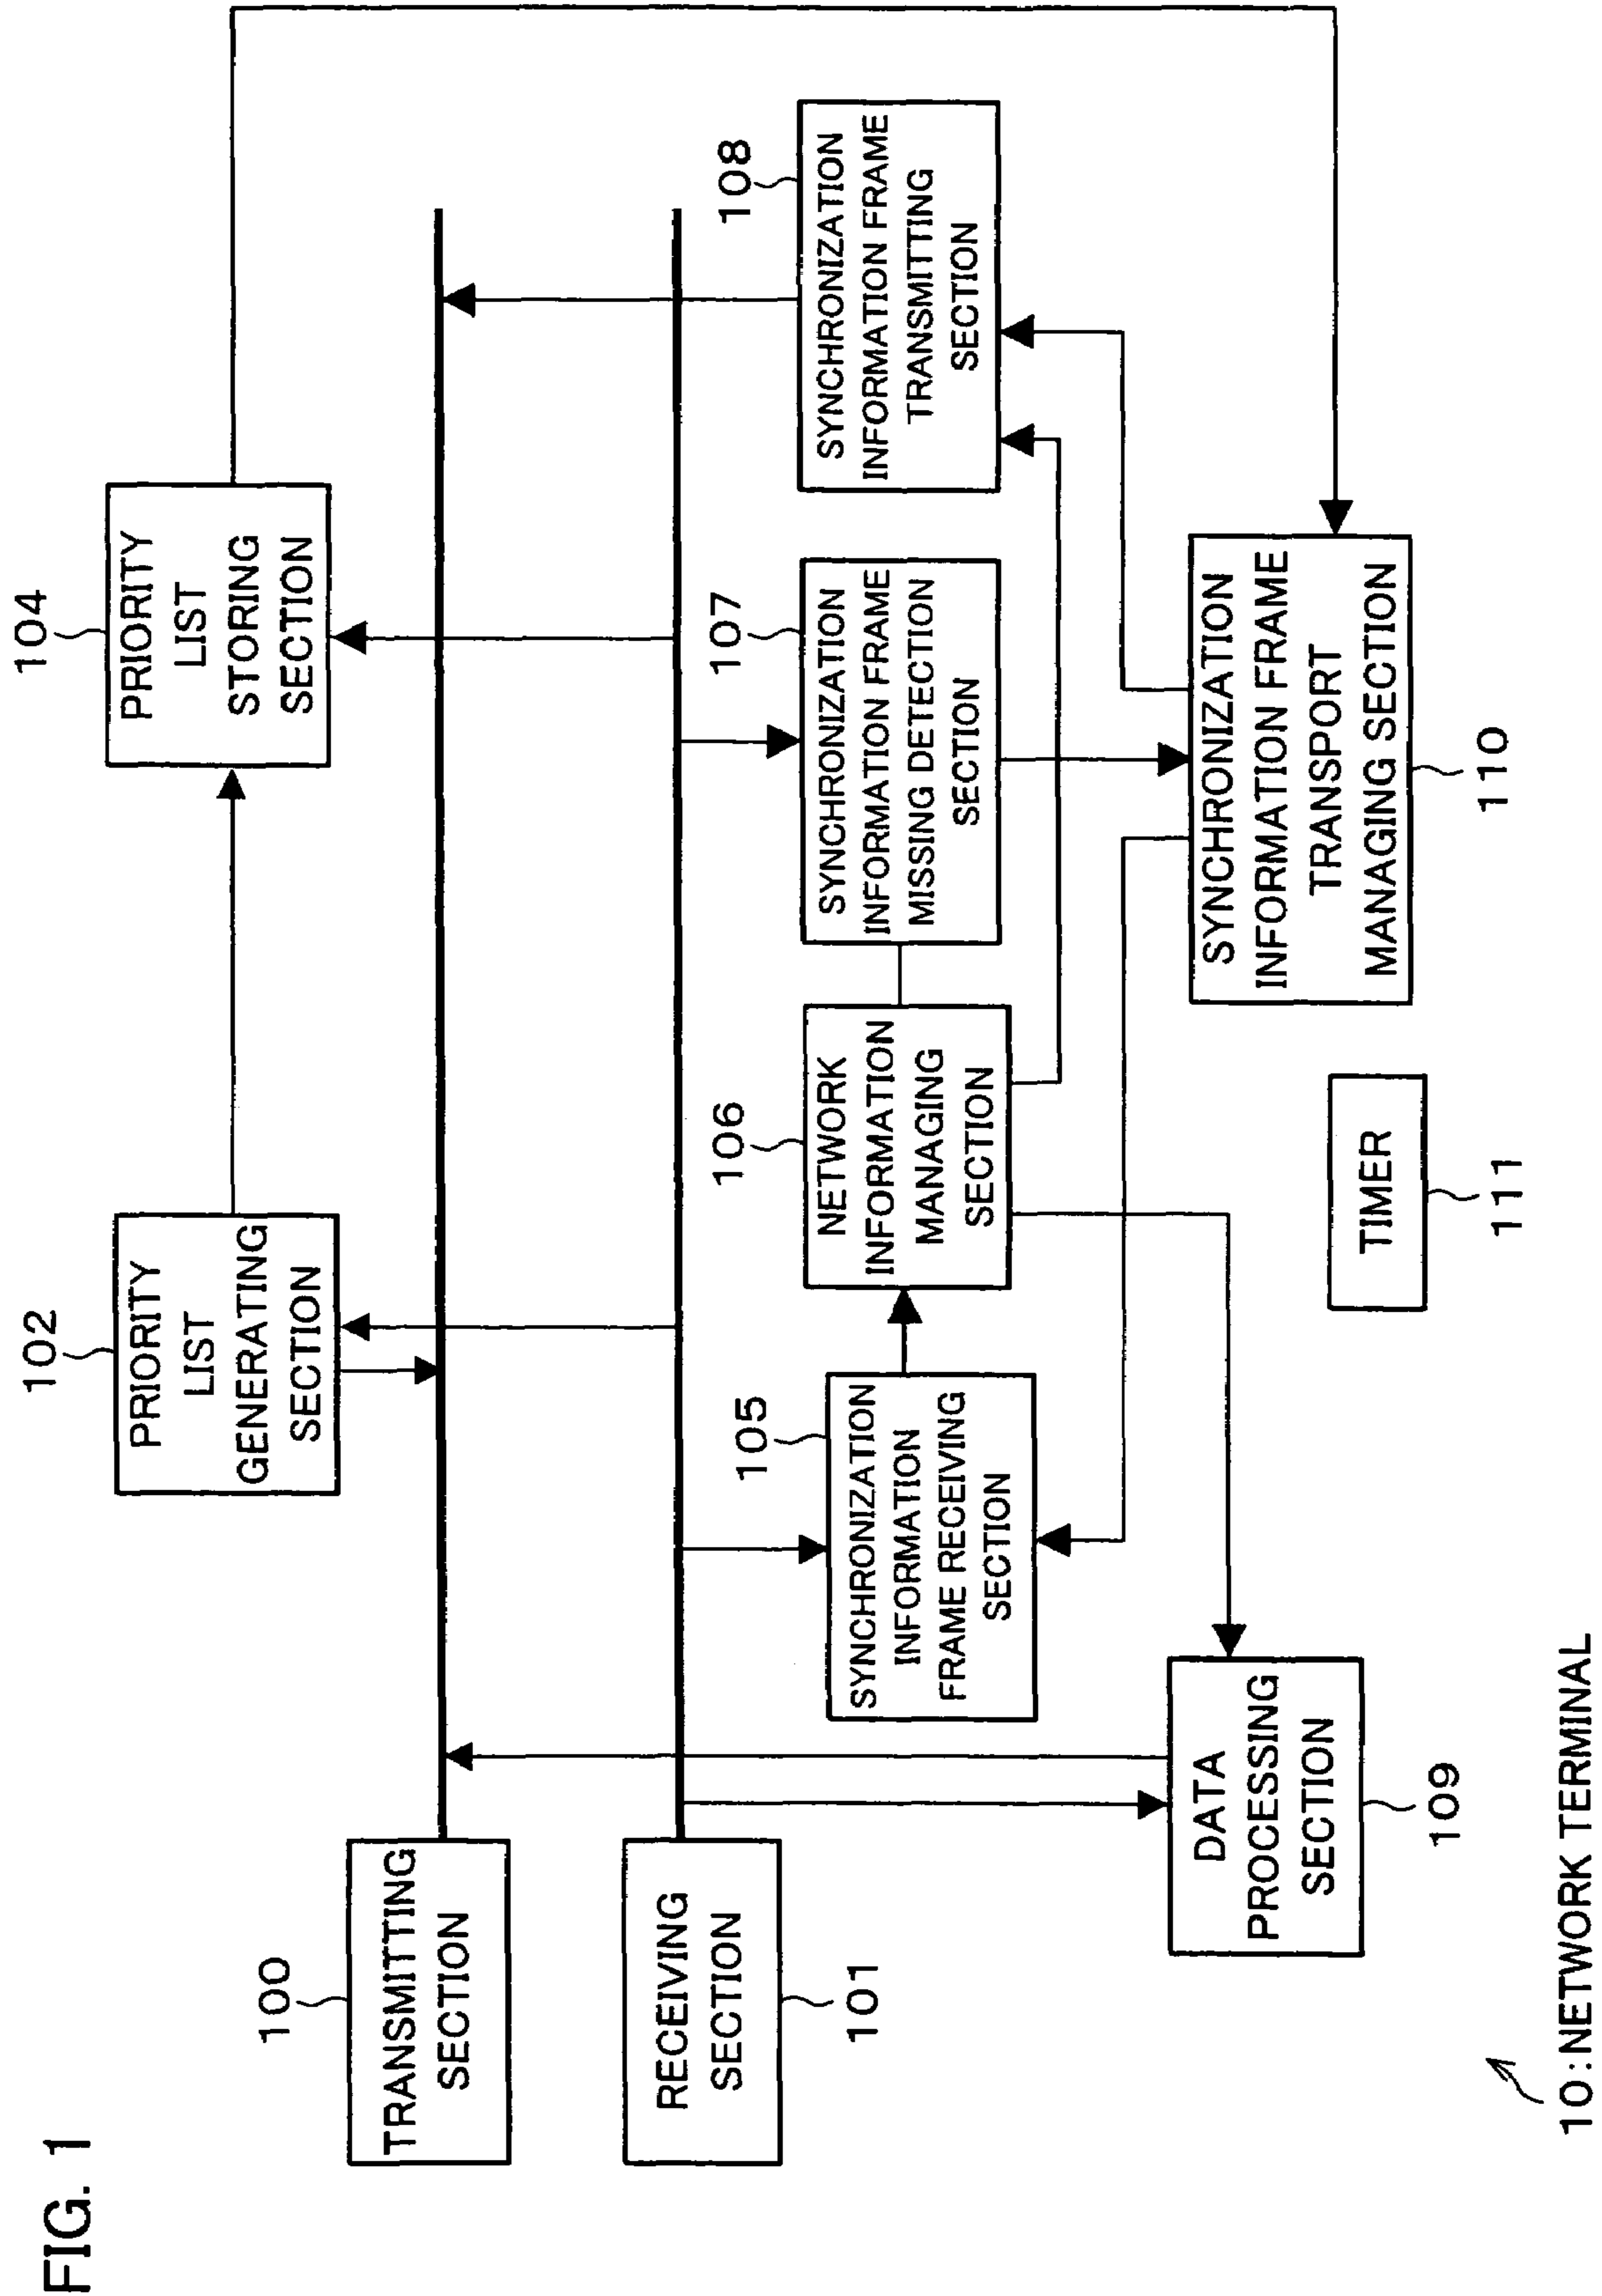 FIG. 1
102
PRIORITY
LIST
GENERATING
SECTION
104
PRIORITY
LIST
STORING
SECTION
100
TRANSMITTING
SECTION
RECEIVING
SECTION
101
105
SYNCHRONIZATION
INFORMATION
FRAME RECEIVING
SECTION
106
NETWORK
INFORMATION
MANAGING
SECTION
107
SYNCHRONIZATION
INFORMATION FRAME
MISSING DETECTION
SECTION
108
SYNCHRONIZATION
INFORMATION FRAME
TRANSMITTING
SECTION
DATA
PROCESSING
SECTION
109
TIMER
111
SYNCHRONIZATION
INFORMATION FRAME
TRANSPORT
MANAGING SECTION
110
10:NETWORK TERMINAL